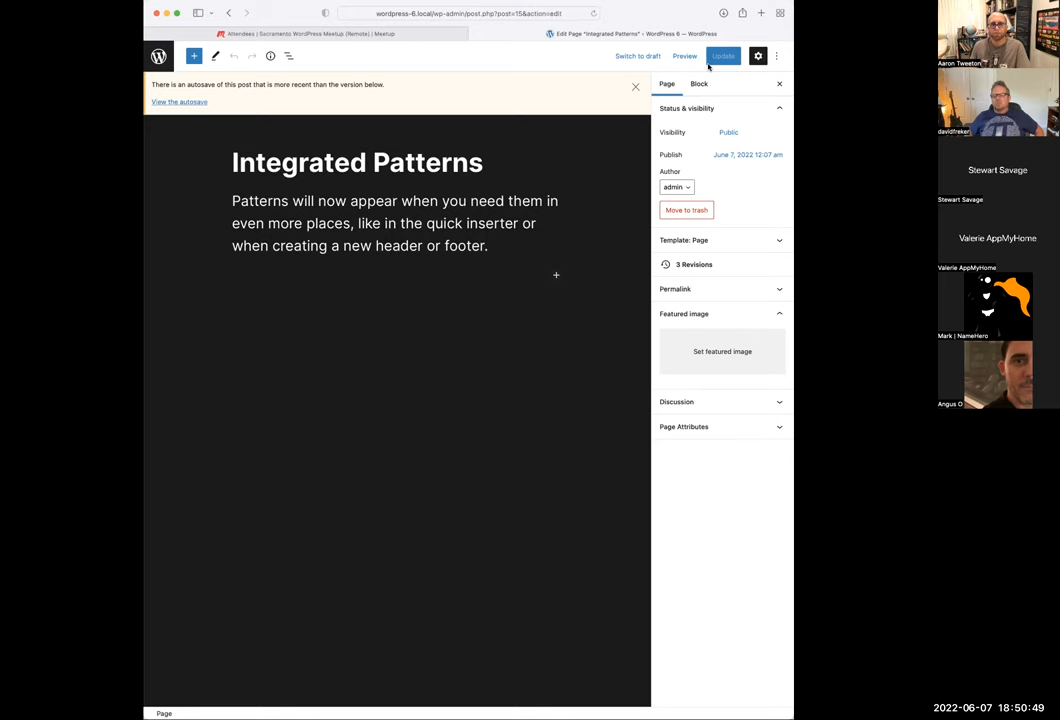 wordpress-6.local/wp-admin/post.php?post=15&action=edit
Attendees | Sacramento WordPress Meetup (Remote) | Meetup
Edit Page "Integrated Patterns" ‹ WordPress 6 — WordPress
Switch to draft
Preview
Update
There is an autosave of this post that is more recent than the version below.
View the autosave
Integrated Patterns
Patterns will now appear when you need them in
even more places, like in the quick inserter or
when creating a new header or footer.
Page
Block
Status & visibility
Visibility
Public
Publish
June 7, 2022 12:07 am
Author
admin
Move to trash
Template: Page
3 Revisions
Permalink
Featured image
Set featured image
Discussion
Page Attributes
Page
Aaron Tweeton
davidfreker
Stewart Savage
Stewart Savage
Valerie AppMyHome
Valerie AppMyHome
Mark | NameHero
Angus O
2022-06-07 18:50:49